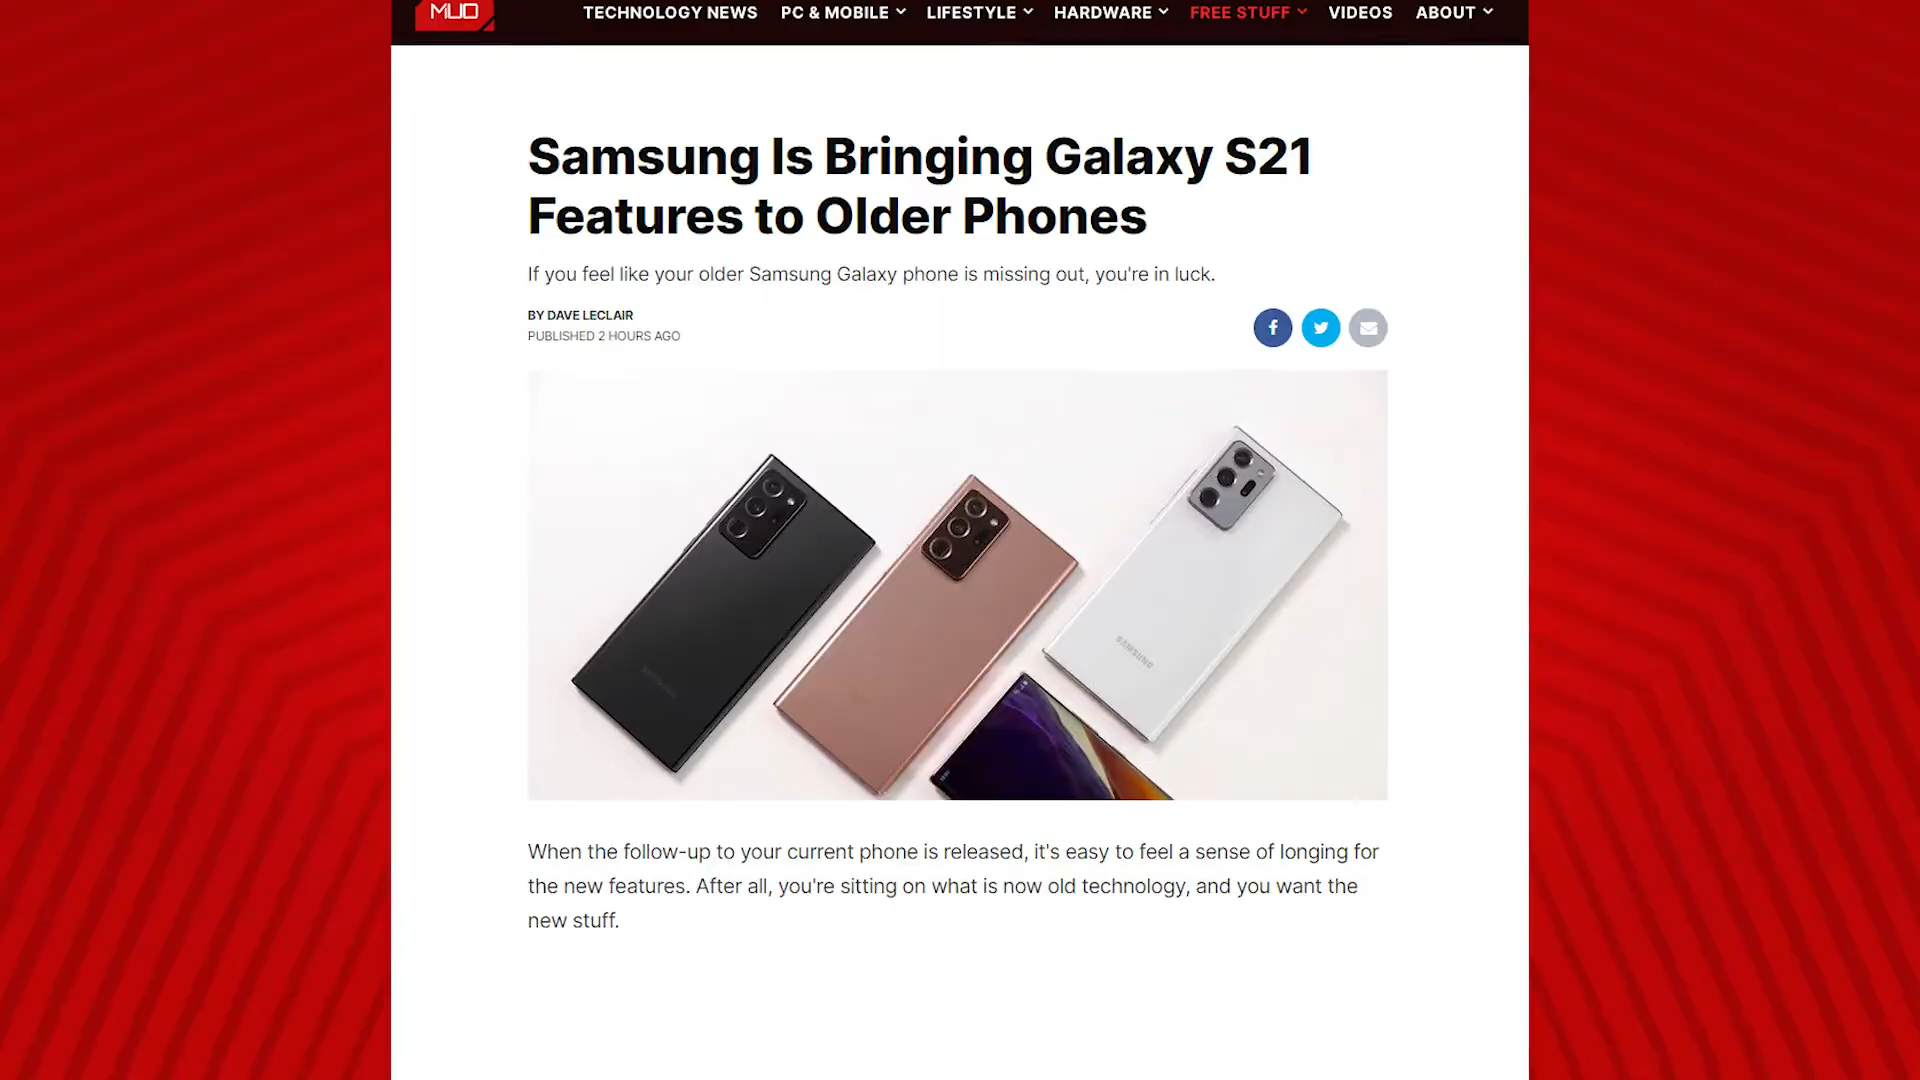 MUO
TECHNOLOGY NEWS PC & MOBILE LIFESTYLE HARDWARE FREE STUFF VIDEOS ABOUT
Samsung Is Bringing Galaxy S21
Features to Older Phones
If you feel like your older Samsung Galaxy phone is missing out, you're in luck.
BY DAVE LECLAIR
PUBLISHED 2 HOURS AGO
SAMSUNG
When the follow-up to your current phone is released, it's easy to feel a sense of longing for
the new features. After all, you're sitting on what is now old technology, and you want the
new stuff.